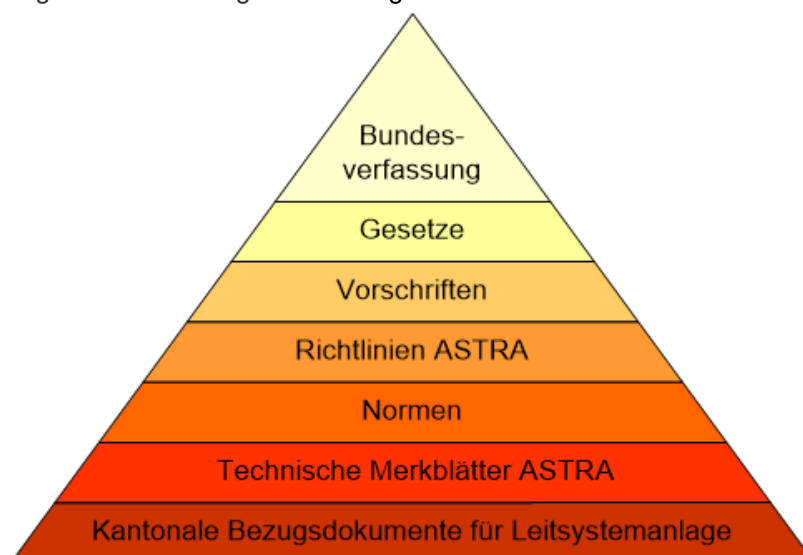 Bundes-
verfassung
Gesetze
Vorschriften
Richtlinien ASTRA
Normen
Technische Merkblätter ASTRA
Kantonale Bezugsdokumente für Leitsystemanlage